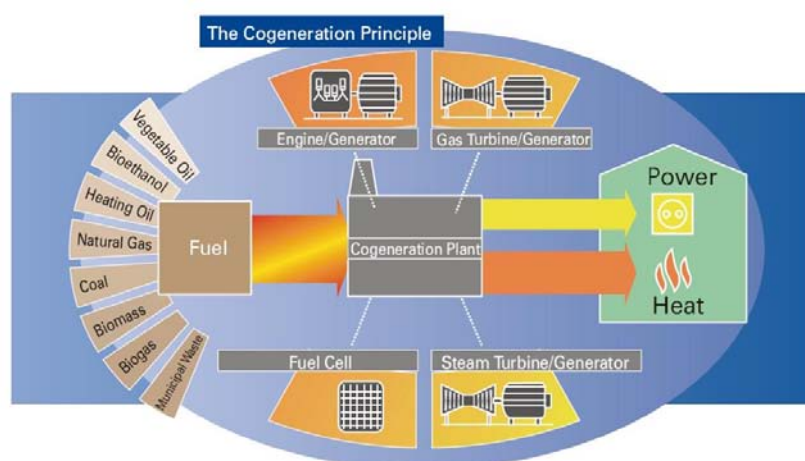 The Cogeneration Principle
Engine/Generator
Gas Turbine/Generator
Vegetable Oil
Bioethanol
Heating Oil
Natural Gas
Coal
Biomass
Biogas
Municipal Waste
Fuel
Cogeneration Plant
Power
Heat
Fuel Cell
Steam Turbine/Generator